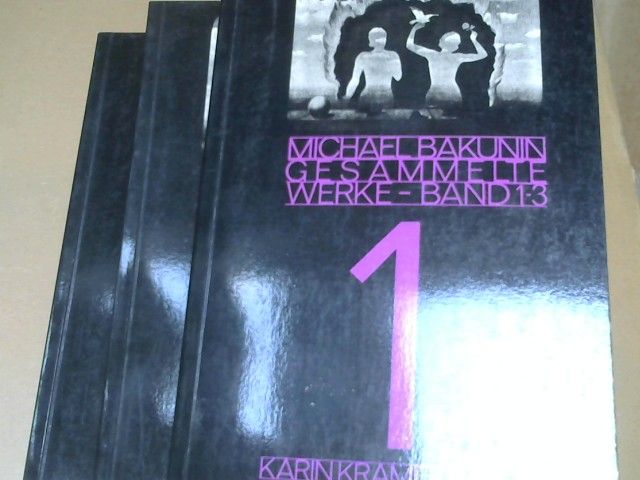 MICHAEL BAKUNIN
GESAMMELTE
WERKE - BAND 1-3
1
KARIN